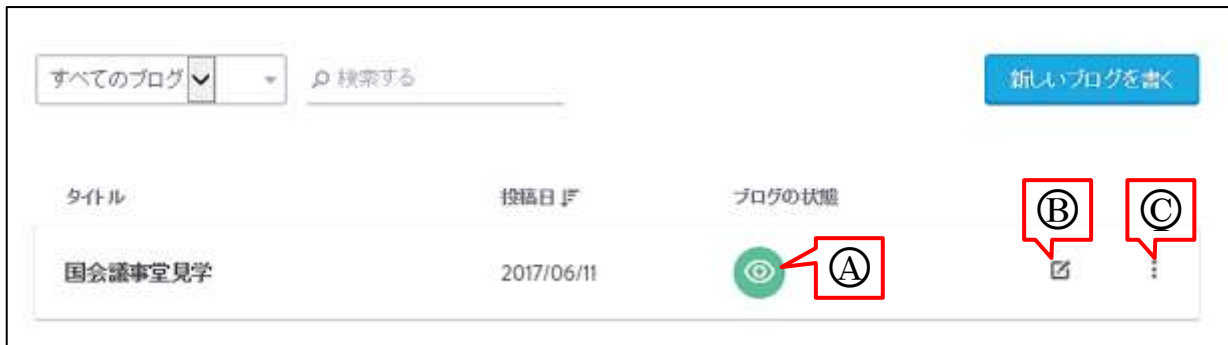 すべてのブログ 検索する 新しいブログを書く
タイトル 投稿日 ブログの状態 Ⓑ Ⓒ
国会議事堂見学 2017/06/11 Ⓐ